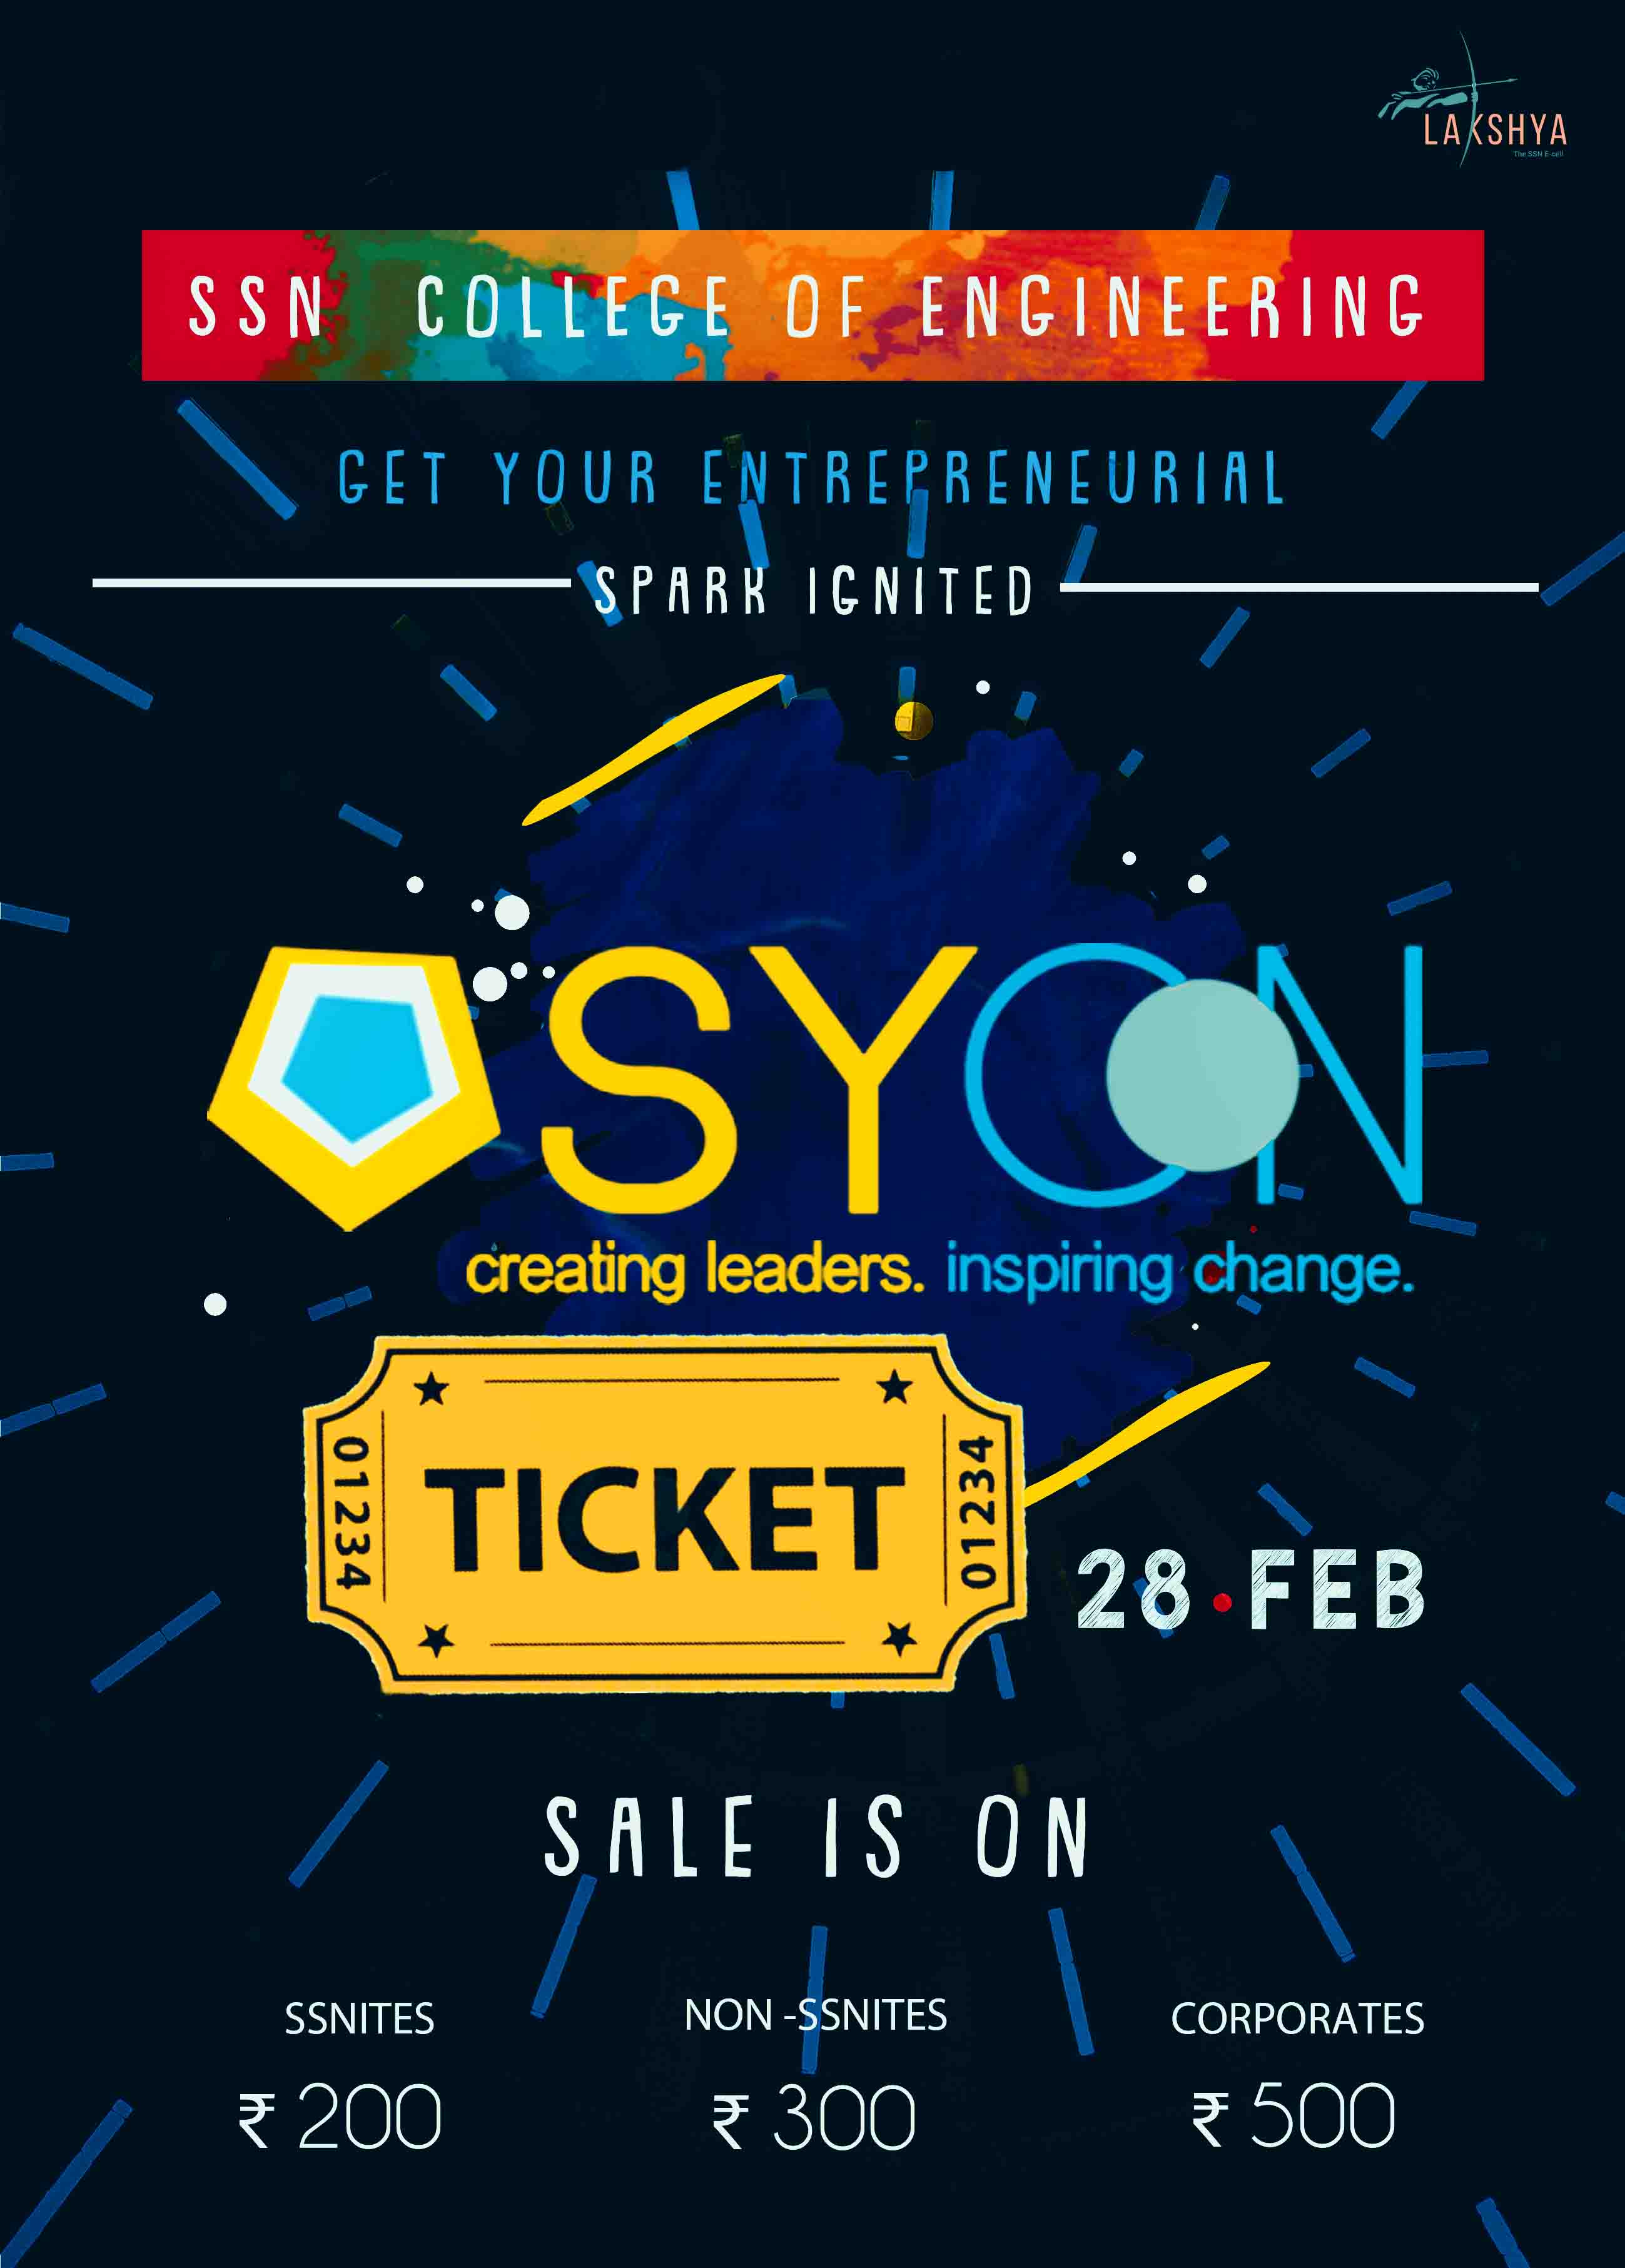 LAKSHYA
The SSN E-cell
SSN COLLEGE OF ENGINEERING
GET YOUR ENTREPRENEURIAL
SPARK IGNITED
SYCON
creating leaders. inspiring change.
01234
TICKET
01234
28.FEB
SALE IS ON
SSNITES
NON -SSNITES
CORPORATES
₹ 200
₹ 300
₹ 500